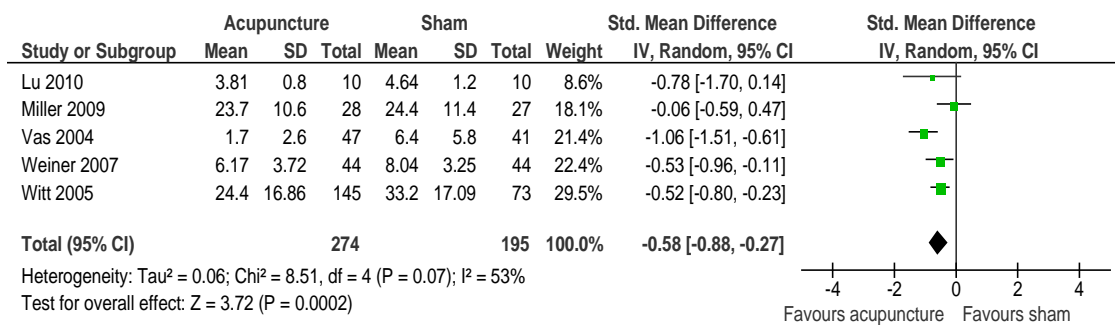 Acupuncture Sham Std. Mean Difference Std. Mean Difference
Study or Subgroup Mean SD Total Mean SD Total Weight IV, Random, 95% CI IV, Random, 95% CI
Lu 2010 3.81 0.8 10 4.64 1.2 10 8.6% -0.78 [-1.70, 0.14]
Miller 2009 23.7 10.6 28 24.4 11.4 27 18.1% -0.06 [-0.59, 0.47]
Vas 2004 1.7 2.6 47 6.4 5.8 41 21.4% -1.06 [-1.51, -0.61]
Weiner 2007 6.17 3.72 44 8.04 3.25 44 22.4% -0.53 [-0.96, -0.11]
Witt 2005 24.4 16.86 145 33.2 17.09 73 29.5% -0.52 [-0.80, -0.23]
Total (95% CI) 274 195 100.0% -0.58 [-0.88, -0.27]
Heterogeneity: Tau² = 0.06; Chi² = 8.51, df = 4 (P = 0.07); I² = 53%
Test for overall effect: Z = 3.72 (P = 0.0002)
-4 -2 0 2 4
Favours acupuncture Favours sham